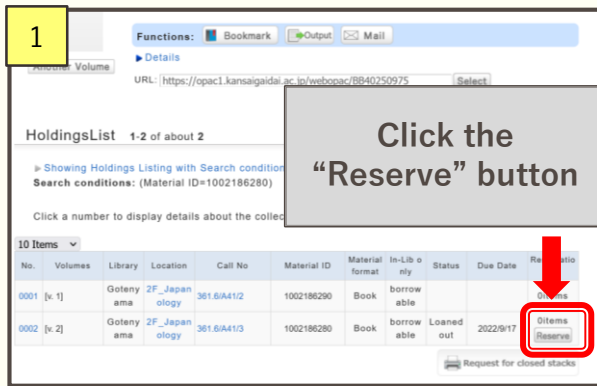 1
Functions: Bookmark Output Mail
Details
Another Volume
URL: https://opac1.kansaigaidai.ac.jp/webopac/BB40250975 Select
Click the
“Reserve” button
HoldingsList 1-2 of about 2
Showing Holdings Listing with Search condition
Search conditions: (Material ID=1002186280)
Click a number to display details about the collec
10 Items
No. Volumes Library Location Call No Material ID Material format In-Lib only Status Due Date
0001 [v. 1] Gotenyama 2F_Japanology 361.6/A41/2 1002186290 Book borrowable 0items
0002 [v. 2] Gotenyama 2F_Japanology 361.6/A41/3 1002186280 Book borrowable Loaned out 2022/9/17 0items
Reserve
Request for closed stacks